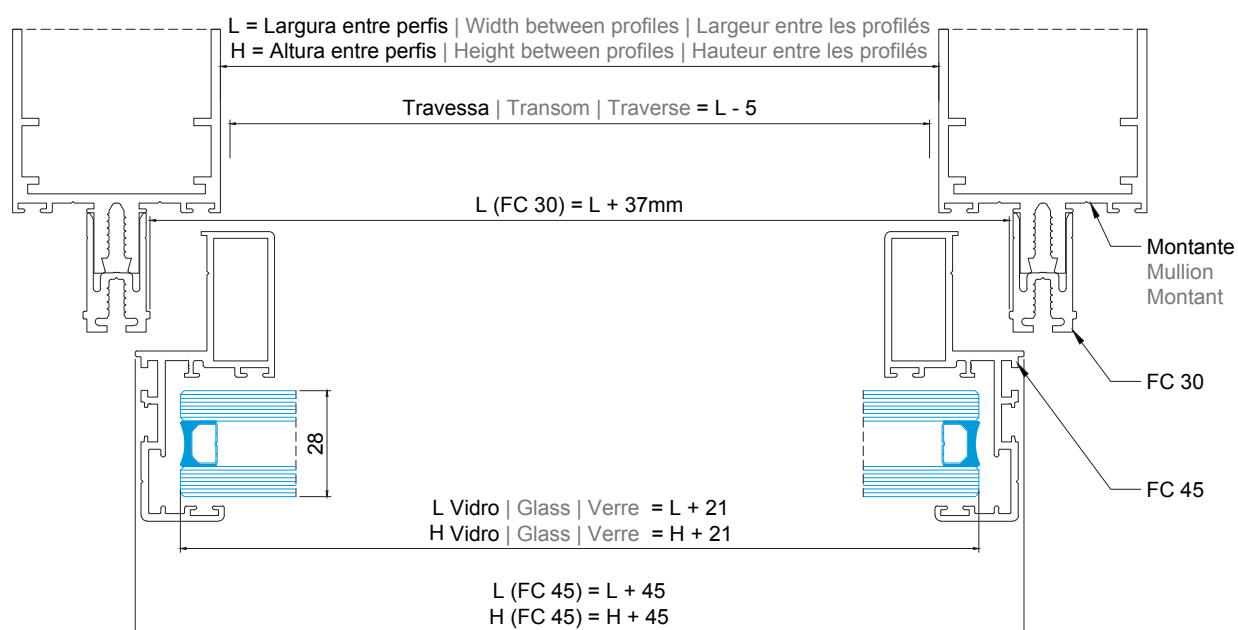 L = Largura entre perfis | Width between profiles | Largeur entre les profilés
H = Altura entre perfis | Height between profiles | Hauteur entre les profilés
Travessa | Transom | Traverse = L - 5
L (FC 30) = L + 37mm
Montante
Mullion
Montant
FC 30
28
FC 45
L Vidro | Glass | Verre = L + 21
H Vidro | Glass | Verre = H + 21
L (FC 45) = L + 45
H (FC 45) = H + 45